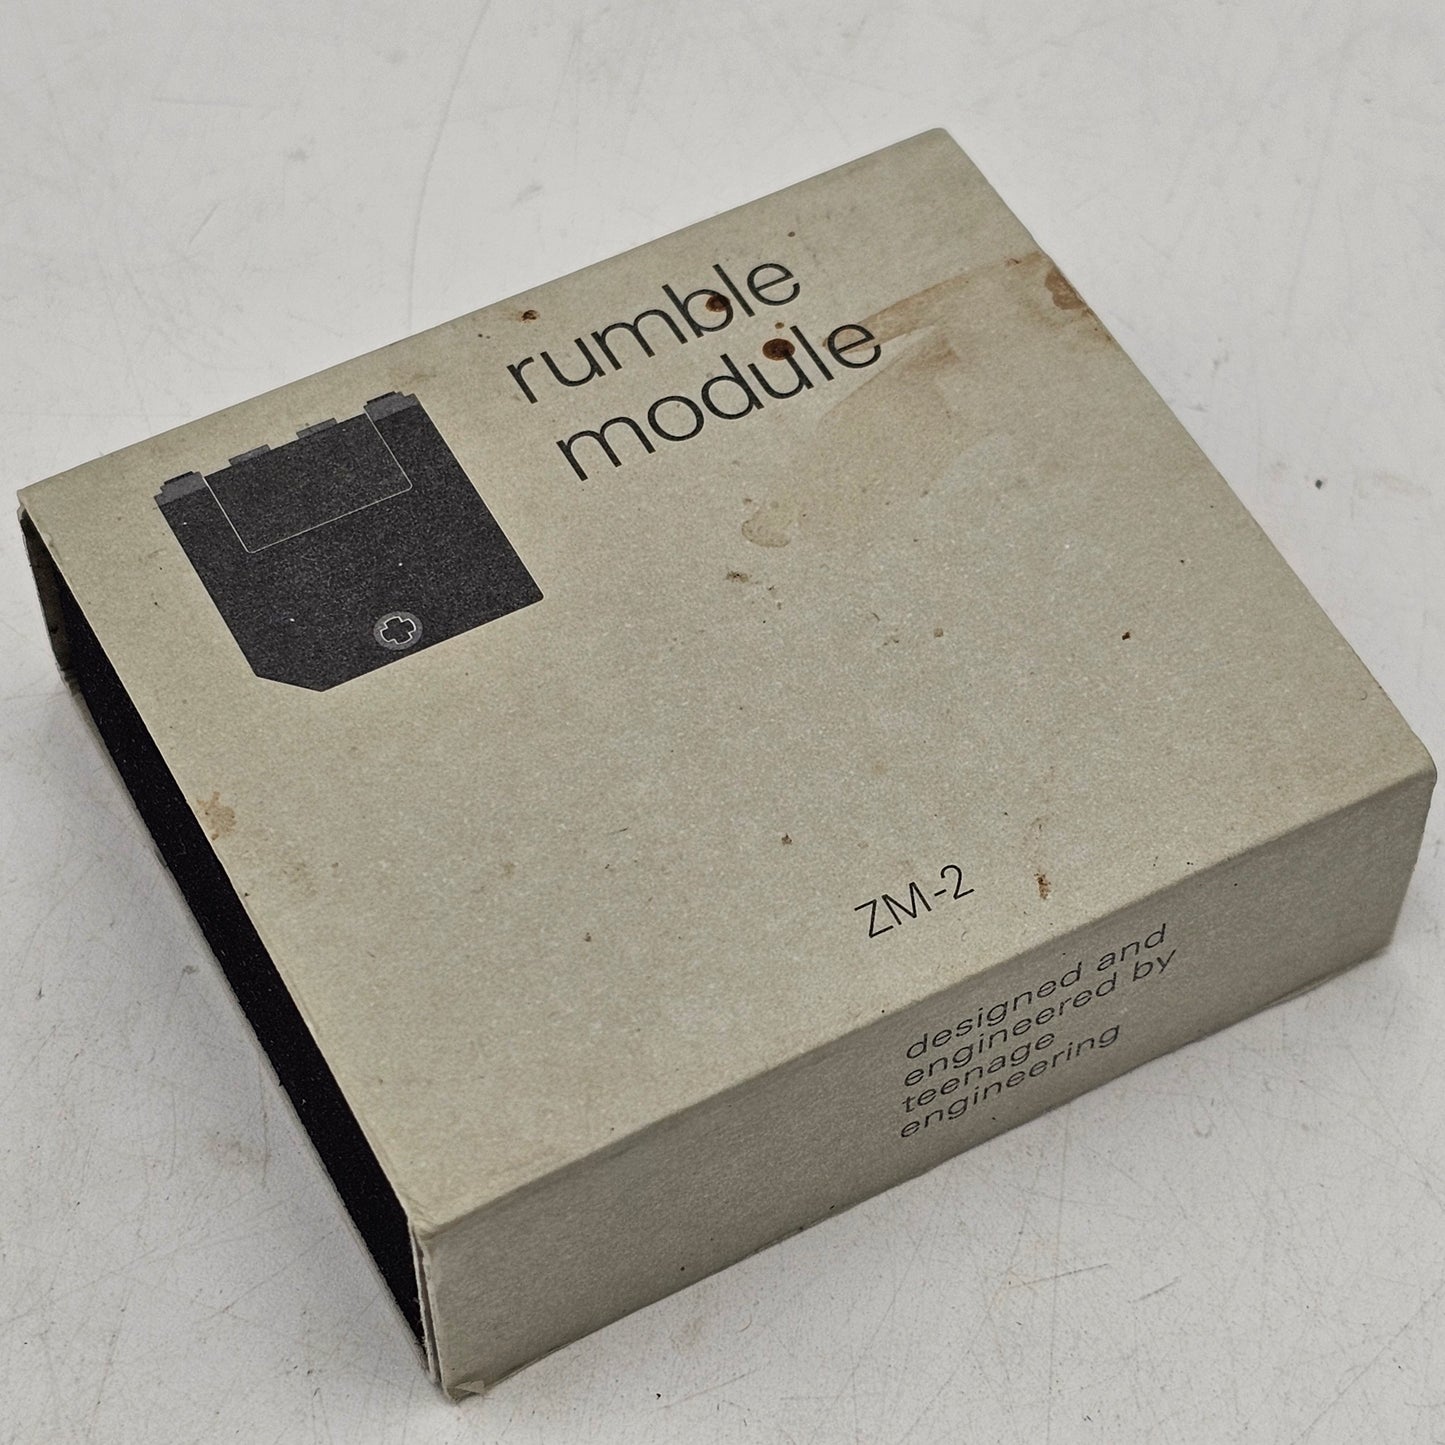 rumble
module
ZM-2
designed and
engineered by
teenage
engineering